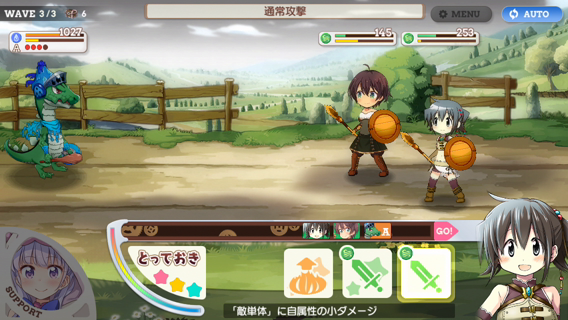 WAVE 3/3 6
通常攻撃
MENU
AUTO
1027
A
145
253
A
GO!
とっておき
SUPPORT
「敵単体」に自属性の小ダメージ